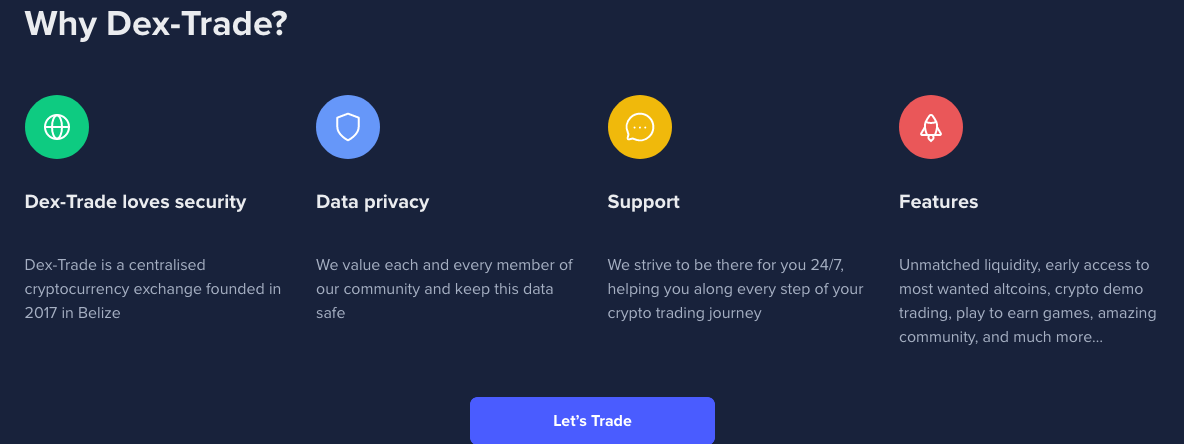 Why Dex-Trade?
Dex-Trade loves security
Dex-Trade is a centralised
cryptocurrency exchange founded in
2017 in Belize
Data privacy
We value each and every member of
our community and keep this data
safe
Support
We strive to be there for you 24/7,
helping you along every step of your
crypto trading journey
Features
Unmatched liquidity, early access to
most wanted altcoins, crypto demo
trading, play to earn games, amazing
community, and much more...
Let's Trade